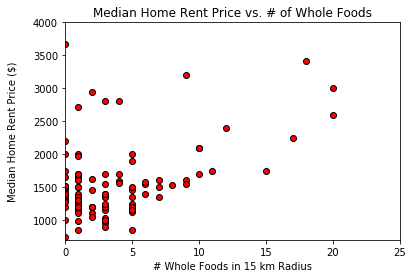 Median Home Rent Price vs. # of Whole Foods
4000
3500
3000
2500
2000
1500
1000
Median Home Rent Price ($)
0 5 10 15 20 25
# Whole Foods in 15 km Radius